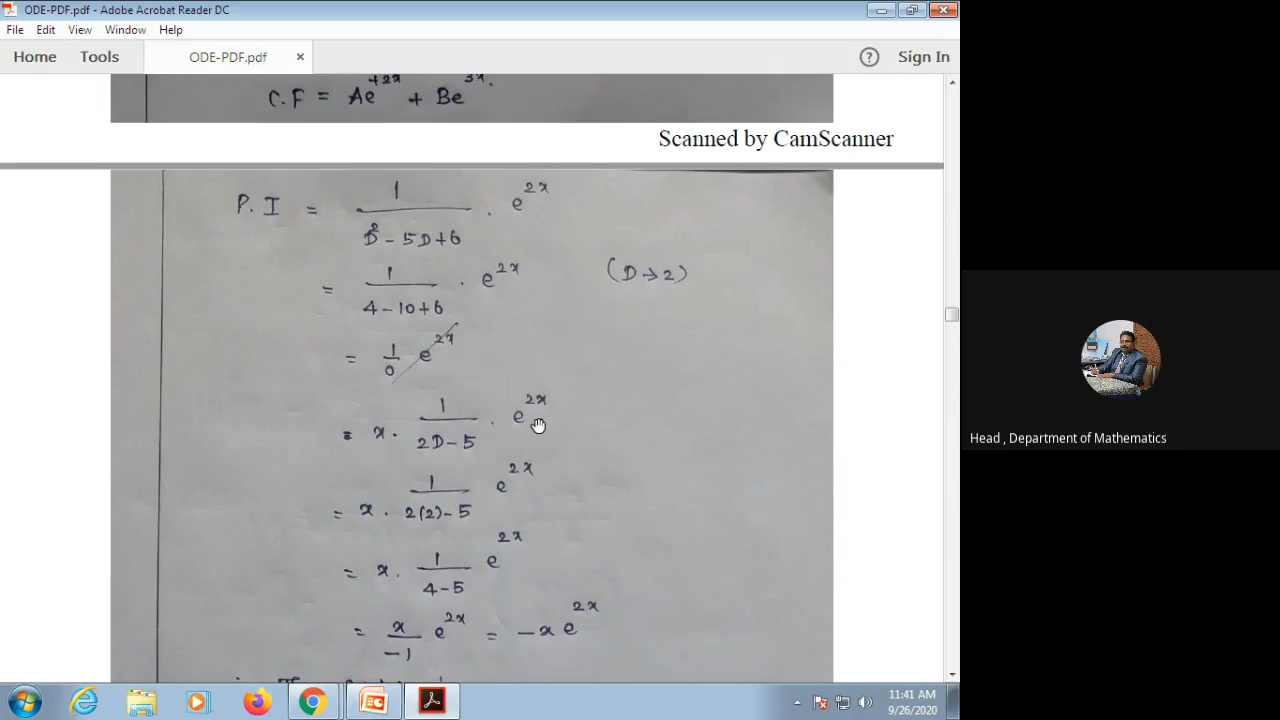 ODE-PDF.pdf - Adobe Acrobat Reader DC
File Edit View Window Help
Home Tools ODE-PDF.pdf × ? Sign In
C.F = Ae^{+2x} + Be^{3x}.
Scanned by CamScanner
P.I = 1/(D² - 5D+6) . e^{2x}
= 1/(4-10+6) . e^{2x} (D→2)
= 1/0 e^{2x}
= x. 1/(2D-5) . e^{2x}
= x. 1/(2(2)-5) e^{2x}
= x. 1/(4-5) e^{2x}
= x/-1 e^{2x} = -x e^{2x}
Head , Department of Mathematics
11:41 AM
9/26/2020